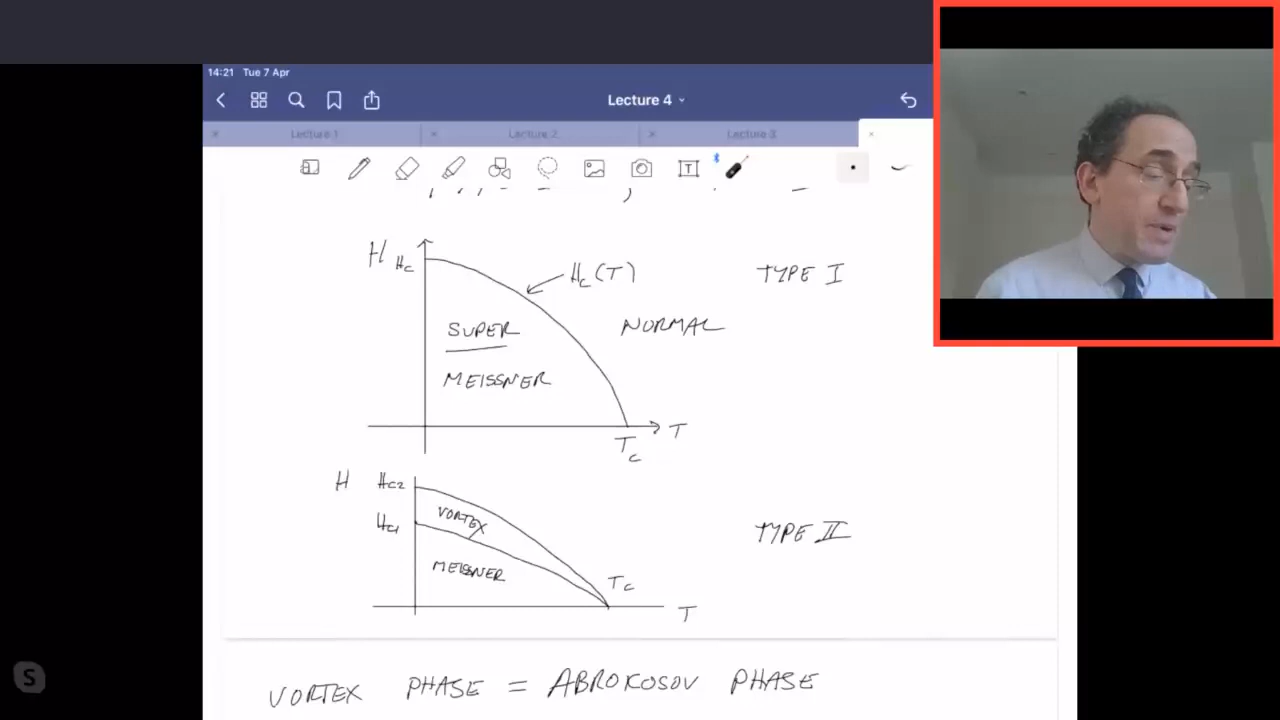 14:21 Tue 7 Apr
Lecture 4
Lecture 1
Lecture 2
Lecture 3
T
H Hc
Hc(T)
TYPE I
SUPER
NORMAL
MEISSNER
T
Tc
H Hc2
VORTEX
Hc1
TYPE II
MEISSNER
Tc
T
VORTEX PHASE = ABROKOSOV PHASE
S